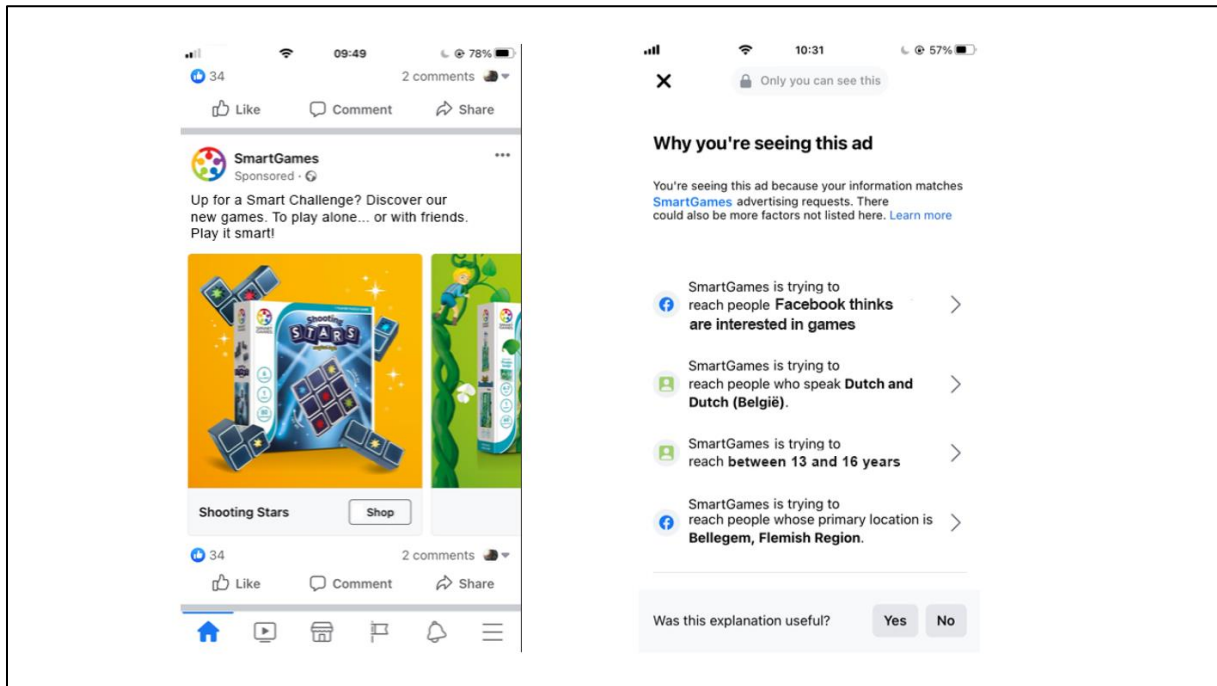 09:49
78%
34
2 comments
Like
Comment
Share
SmartGames
Sponsored ·
Up for a Smart Challenge? Discover our
new games. To play alone... or with friends.
Play it smart!
Shooting
STARS
Shooting Stars
Shop
34
2 comments
Like
Comment
Share
10:31
57%
Only you can see this
Why you're seeing this ad
You're seeing this ad because your information matches
SmartGames advertising requests. There
could also be more factors not listed here. Learn more
SmartGames is trying to
reach people Facebook thinks
are interested in games
SmartGames is trying to
reach people who speak Dutch and
Dutch (België).
SmartGames is trying to
reach between 13 and 16 years
SmartGames is trying to
reach people whose primary location is
Bellegem, Flemish Region.
Was this explanation useful?
Yes
No